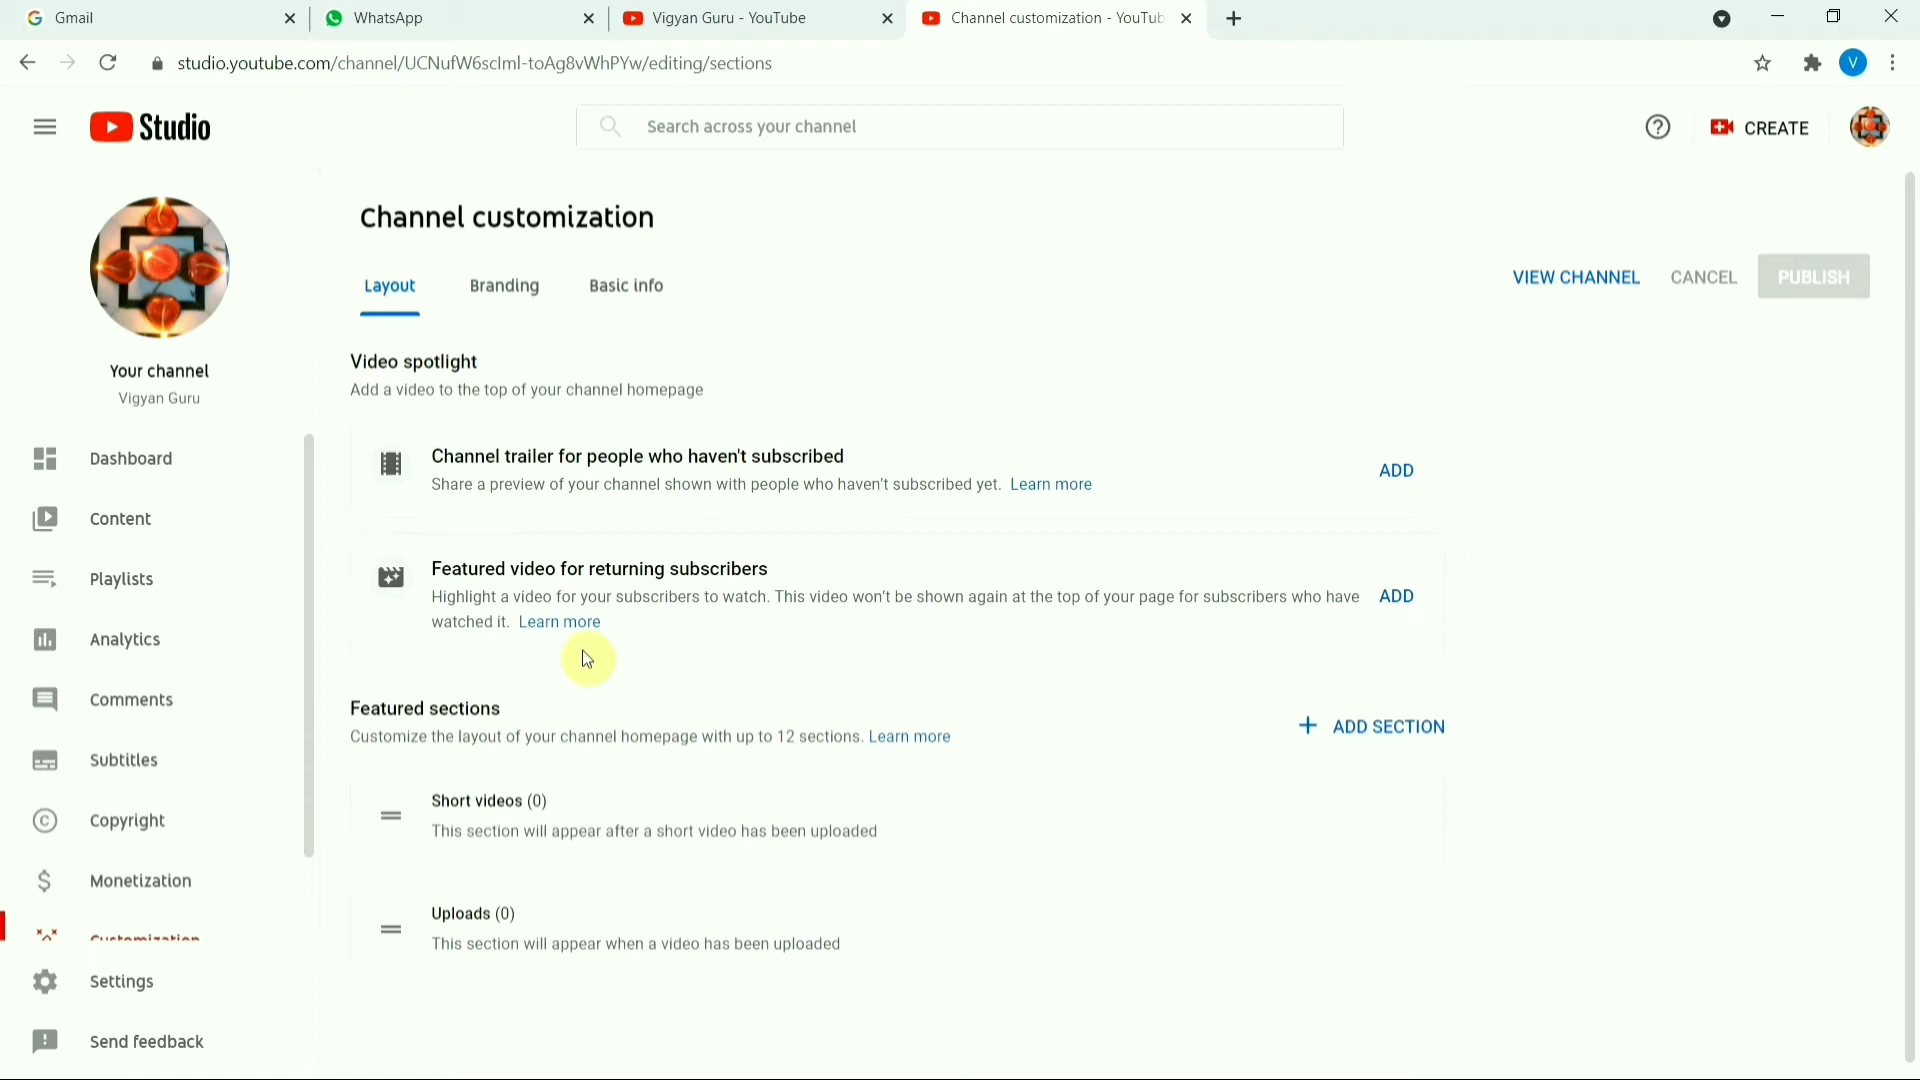 Gmail
WhatsApp
Vigyan Guru - YouTube
Channel customization - YouTub
studio.youtube.com/channel/UCNufW6sclml-toAg8vWhPYw/editing/sections
V
Studio
Search across your channel
CREATE
Your channel
Vigyan Guru
Dashboard
Content
Playlists
Analytics
Comments
Subtitles
Copyright
Monetization
Customization
Settings
Send feedback
Channel customization
Layout
Branding
Basic info
VIEW CHANNEL
CANCEL
PUBLISH
Video spotlight
Add a video to the top of your channel homepage
Channel trailer for people who haven't subscribed
Share a preview of your channel shown with people who haven't subscribed yet. Learn more
ADD
Featured video for returning subscribers
Highlight a video for your subscribers to watch. This video won't be shown again at the top of your page for subscribers who have
watched it. Learn more
ADD
Featured sections
Customize the layout of your channel homepage with up to 12 sections. Learn more
ADD SECTION
Short videos (0)
This section will appear after a short video has been uploaded
Uploads (0)
This section will appear when a video has been uploaded